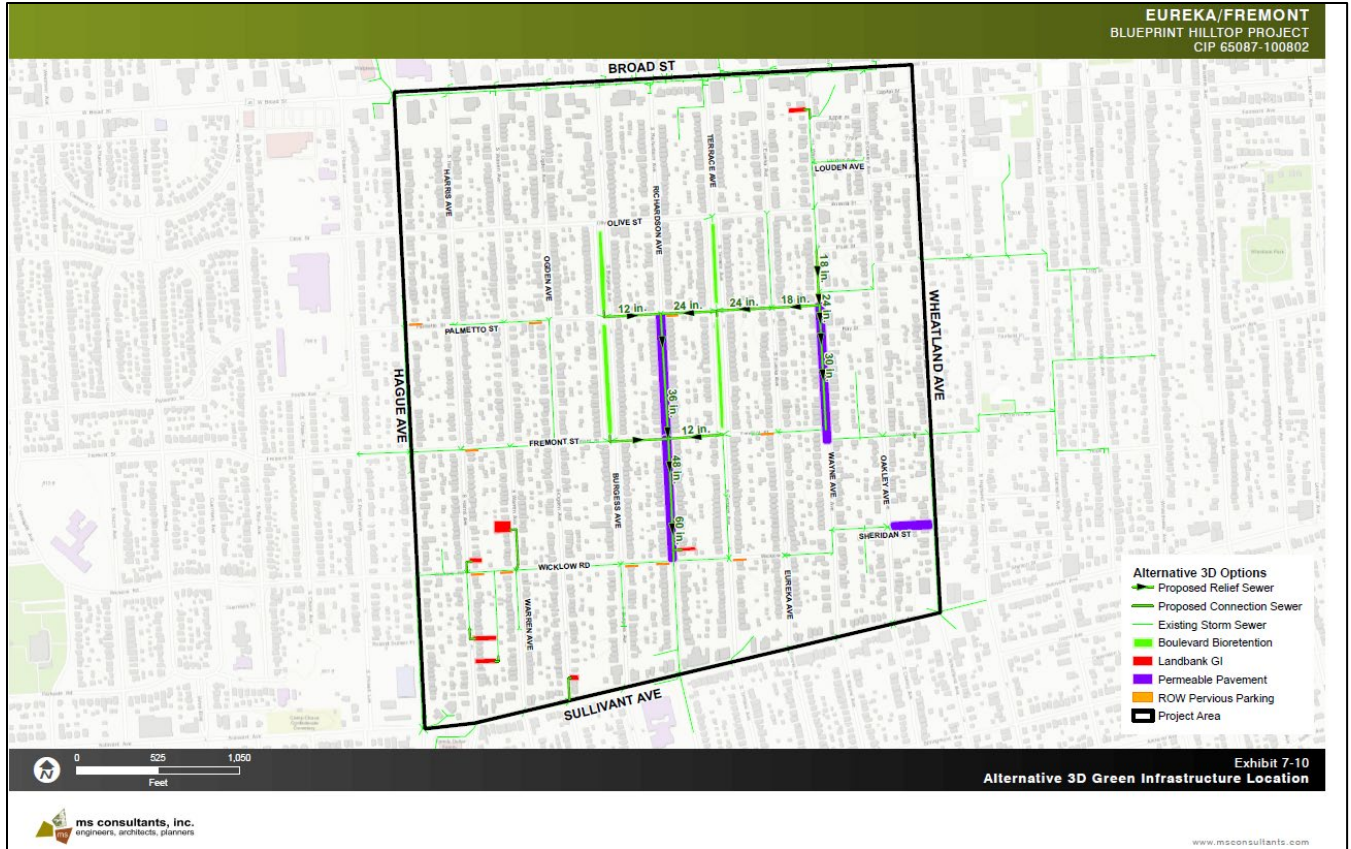 EUREKA/FREMONT
BLUEPRINT HILLTOP PROJECT
CIP 65087-100802
BROAD ST
LOUDEN AVE
TERRACE AVE
HARRIS AVE
RICHARDSON AVE
OLIVE ST
OGDEN AVE
18 in.
12 in.
24 in.
24 in.
18 in.
24 in.
PALMETTO ST
30 in.
WHEATLAND AVE
HAGUE AVE
36 in.
12 in.
FREMONT ST
48 in.
BURGESS AVE
WAYNE AVE
OAKLEY AVE
60 in.
SHERIDAN ST
WICKLOW RD
EUREKA AVE
WARREN AVE
SULLIVANT AVE
Alternative 3D Options
Proposed Relief Sewer
Proposed Connection Sewer
Existing Storm Sewer
Boulevard Bioretention
Landbank GI
Permeable Pavement
ROW Pervious Parking
Project Area
N
0 525 1,050
Feet
Exhibit 7-10
Alternative 3D Green Infrastructure Location
ms
ms consultants, inc.
engineers, architects, planners
www.msconsultants.com